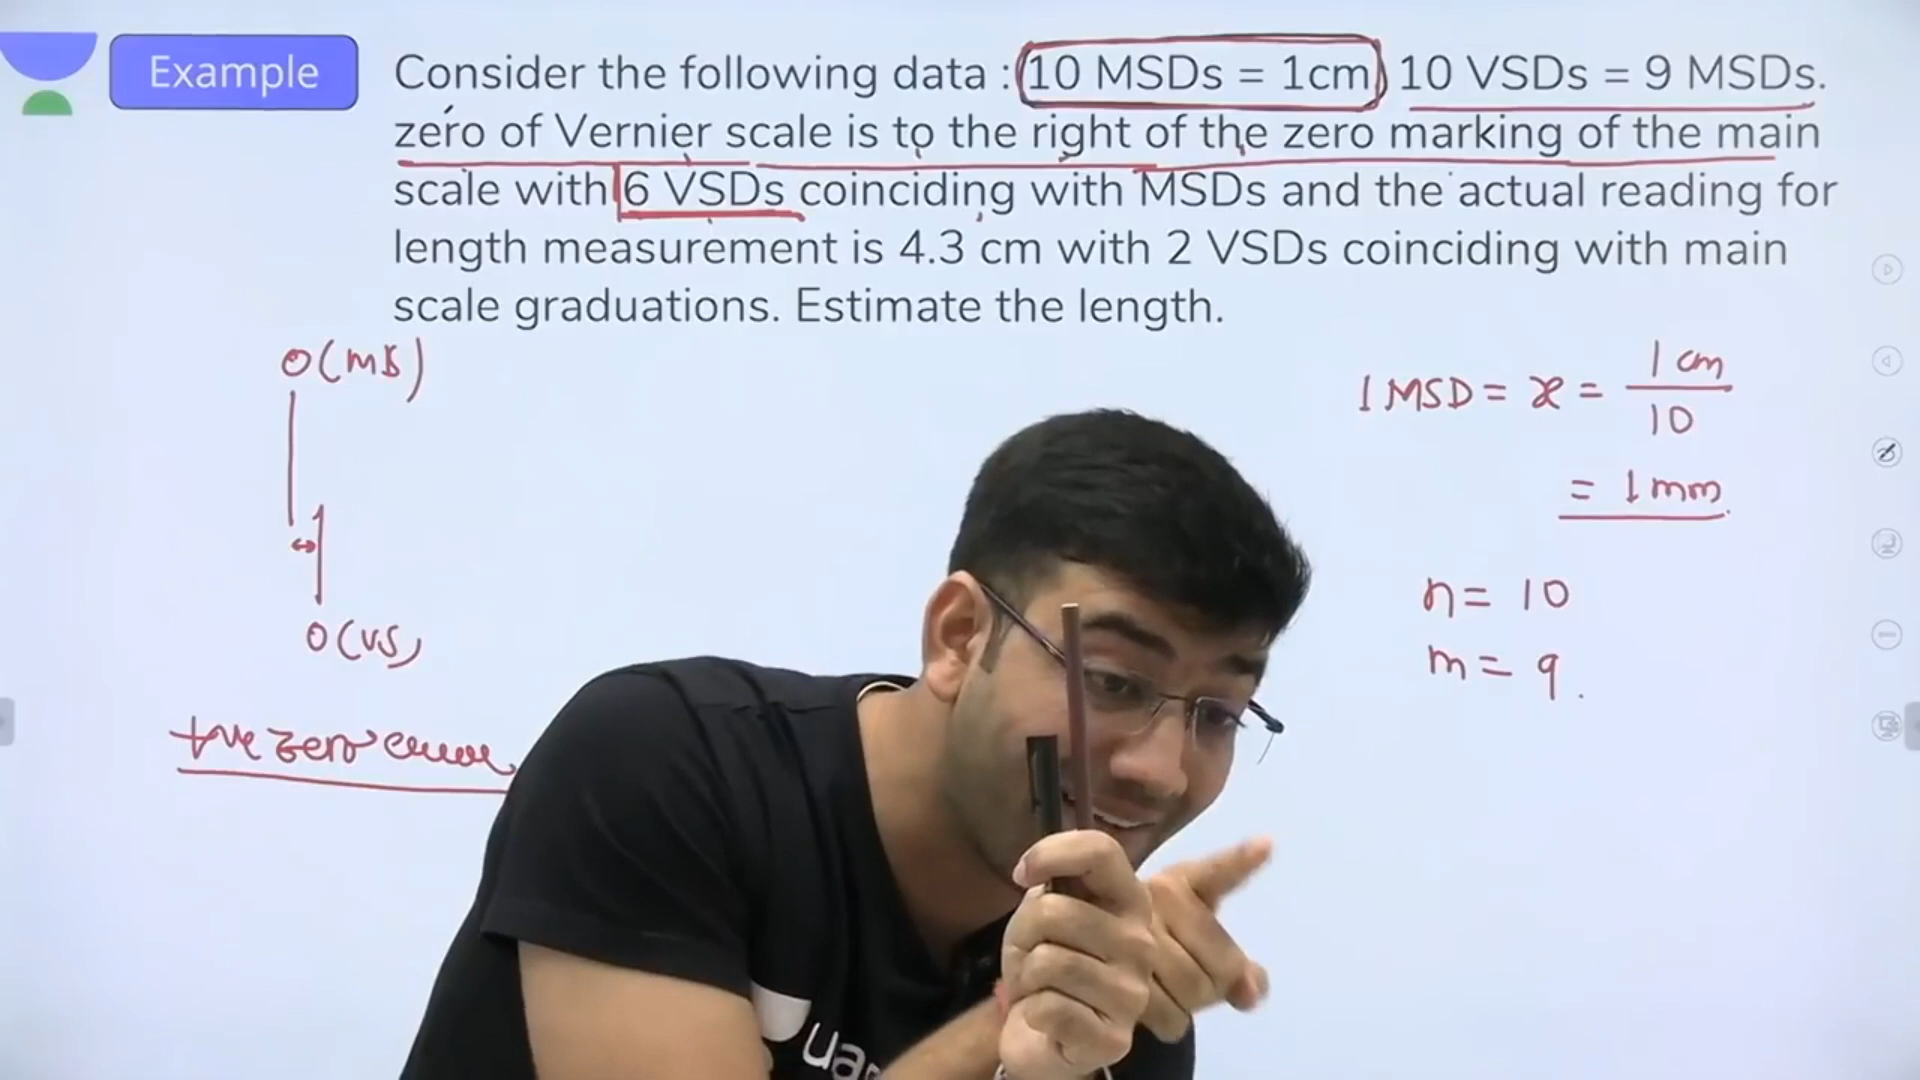 Example
Consider the following data : 10 MSDs = 1cm 10 VSDs = 9 MSDs.
zero of Vernier scale is to the right of the zero marking of the main
scale with 6 VSDs coinciding with MSDs and the actual reading for
length measurement is 4.3 cm with 2 VSDs coinciding with main
scale graduations. Estimate the length.
0(MS)
0(VS)
+ve zero error
1 MSD = x = 1 cm / 10
= 1mm
n = 10
m = 9.